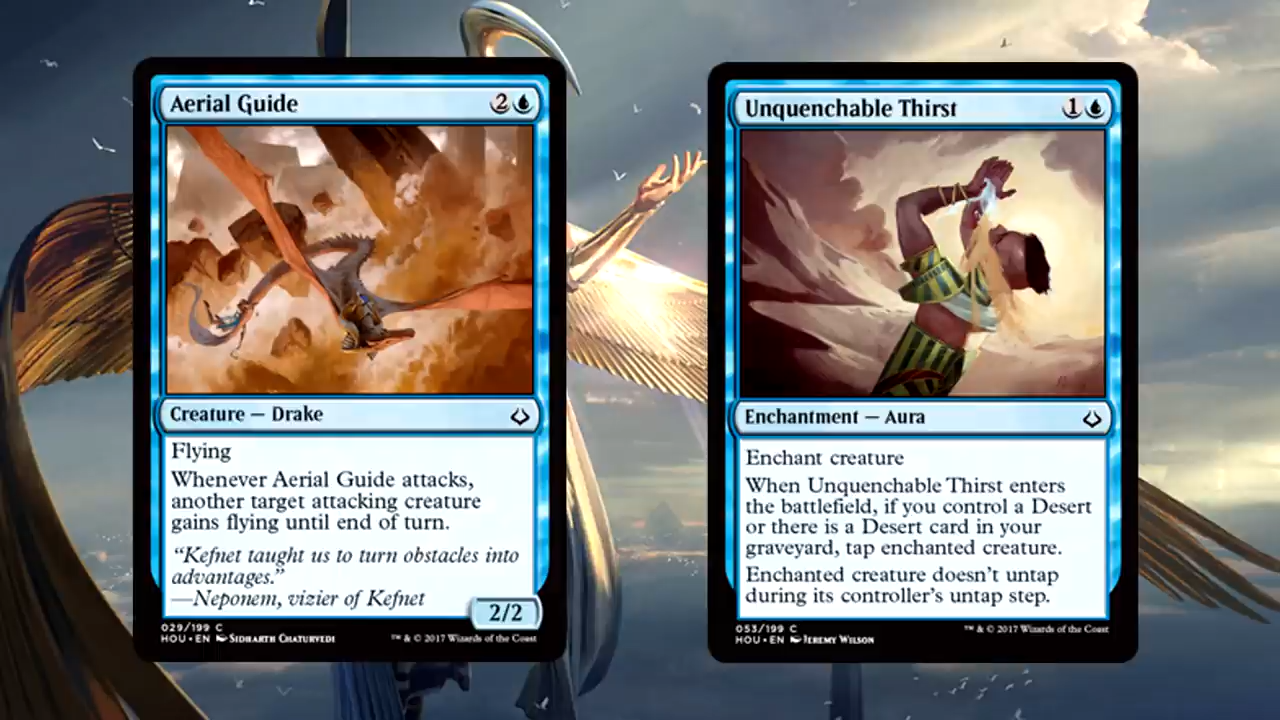 Aerial Guide 2
Creature — Drake
Flying
Whenever Aerial Guide attacks,
another target attacking creature
gains flying until end of turn.
“Kefnet taught us to turn obstacles into
advantages.”
—Neponem, vizier of Kefnet
2/2
029/199 C
HOU • EN Sidharth Chaturvedi ™ & © 2017 Wizards of the Coast
Unquenchable Thirst 1
Enchantment — Aura
Enchant creature
When Unquenchable Thirst enters
the battlefield, if you control a Desert
or there is a Desert card in your
graveyard, tap enchanted creature.
Enchanted creature doesn’t untap
during its controller’s untap step.
053/199 C ™ & © 2017 Wizards of the Coast
HOU • EN Jeremy Wilson